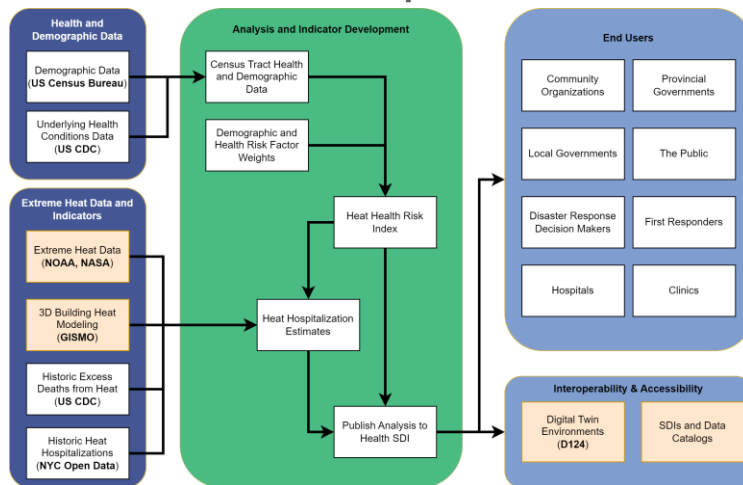 Health and
Demographic Data
Demographic Data
(US Census Bureau)
Underlying Health
Conditions Data
(US CDC)
Extreme Heat Data and
Indicators
Extreme Heat Data
(NOAA, NASA)
3D Building Heat
Modeling
(GISMO)
Historic Excess
Deaths from Heat
(US CDC)
Historic Heat
Hospitalizations
(NYC Open Data)
Analysis and Indicator Development
Census Tract Health
and Demographic
Data
Demographic and
Health Risk Factor
Weights
Heat Health Risk
Index
Heat Hospitalization
Estimates
Publish Analysis to
Health SDI
End Users
Community
Organizations
Provincial
Governments
Local Governments
The Public
Disaster Response
Decision Makers
First Responders
Hospitals
Clinics
Interoperability & Accessibility
Digital Twin
Environments
(D124)
SDIs and Data
Catalogs